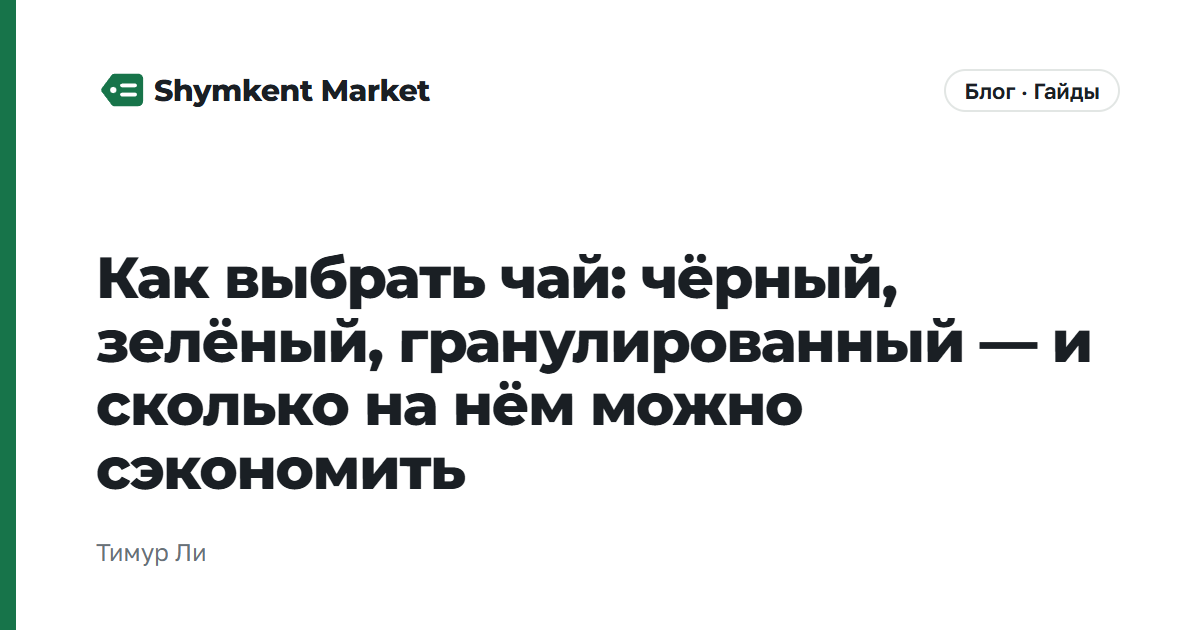 Shymkent Market
Блог · Гайды
Как выбрать чай: чёрный,
зелёный, гранулированный — и
сколько на нём можно
сэкономить
Тимур Ли